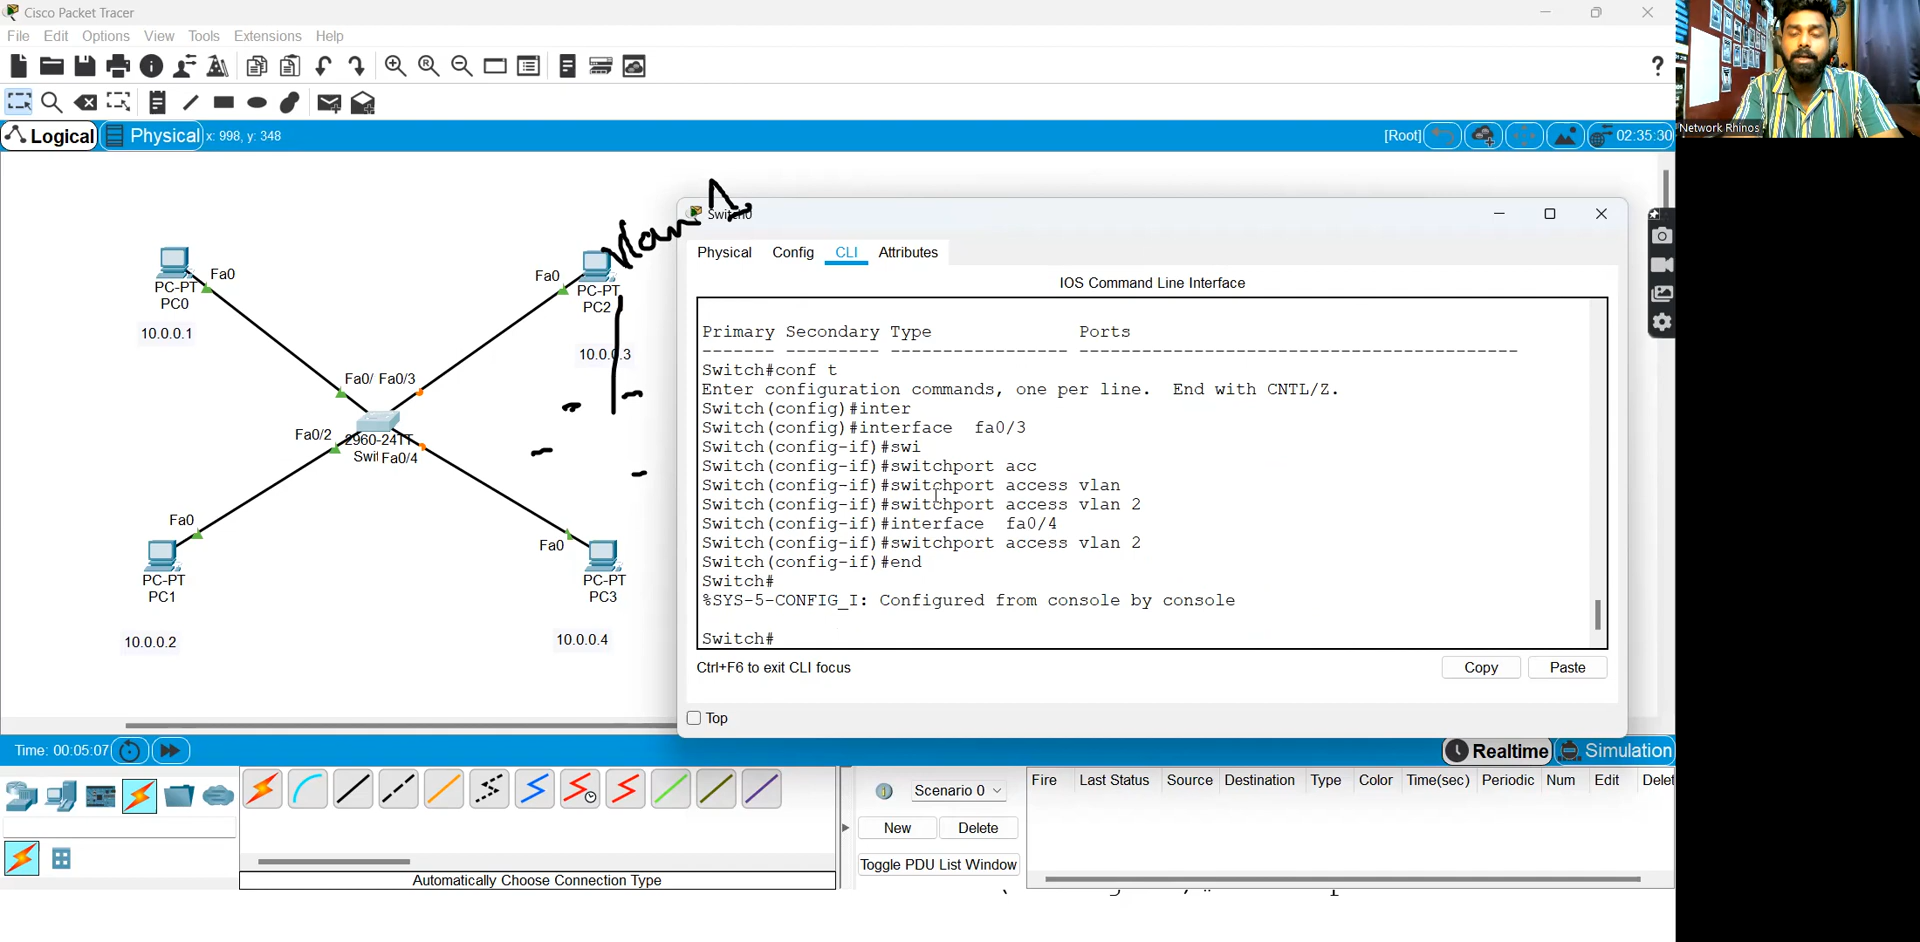 Cisco Packet Tracer
File Edit Options View Tools Extensions Help
?
Logical Physical x: 998, y: 348
[Root] 02:35:30
Network Rhinos
Fa0
PC-PT
PC0
10.0.0.1
Fa0
PC-PT
PC2
10.0.0.3
Vlan
Fa0/ Fa0/3
Fa0/2
2960-24TT
Swit Fa0/4
Fa0
PC-PT
PC1
10.0.0.2
Fa0
PC-PT
PC3
10.0.0.4
Switch0
Physical Config CLI Attributes
IOS Command Line Interface
Primary Secondary Type Ports
------- --------- ----------------- ------------------------------------------
Switch#conf t
Enter configuration commands, one per line. End with CNTL/Z.
Switch(config)#inter
Switch(config)#interface fa0/3
Switch(config-if)#swi
Switch(config-if)#switchport acc
Switch(config-if)#switchport access vlan
Switch(config-if)#switchport access vlan 2
Switch(config-if)#interface fa0/4
Switch(config-if)#switchport access vlan 2
Switch(config-if)#end
Switch#
%SYS-5-CONFIG_I: Configured from console by console
Switch#
Ctrl+F6 to exit CLI focus
Copy Paste
Top
Time: 00:05:07
Realtime Simulation
Scenario 0
New Delete
Toggle PDU List Window
Fire Last Status Source Destination Type Color Time(sec) Periodic Num Edit Delet
Automatically Choose Connection Type